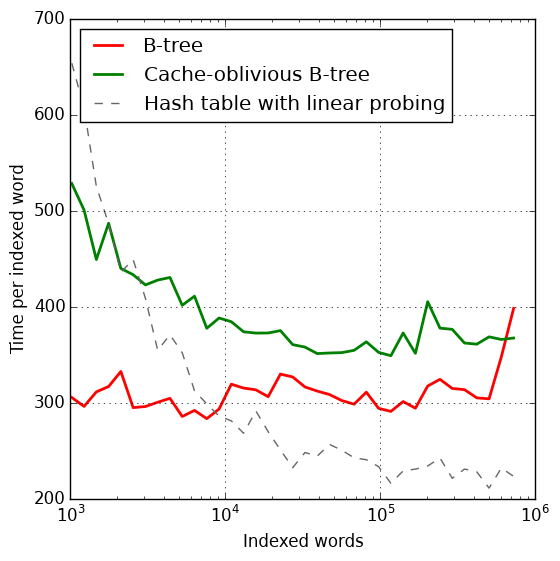 B-tree
Cache-oblivious B-tree
Hash table with linear probing
700
600
500
400
300
200
Time per indexed word
10³ 10⁴ 10⁵ 10⁶
Indexed words